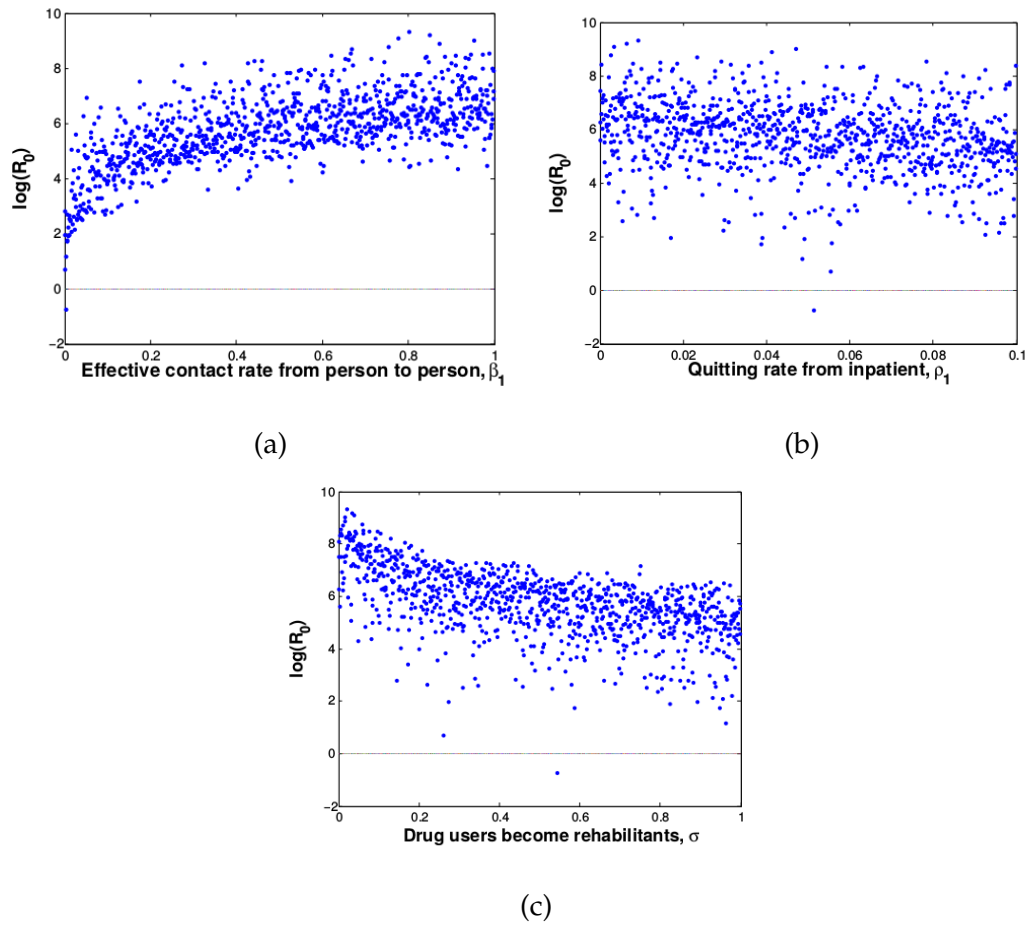 10
8
6
4
2
0
−2
log(R0)
0 0.2 0.4 0.6 0.8 1
Effective contact rate from person to person, β1
(a)
10
8
6
4
2
0
−2
log(R0)
0 0.02 0.04 0.06 0.08 0.1
Quitting rate from inpatient, ρ1
(b)
10
8
6
4
2
0
−2
log(R0)
0 0.2 0.4 0.6 0.8 1
Drug users become rehabilitants, σ
(c)